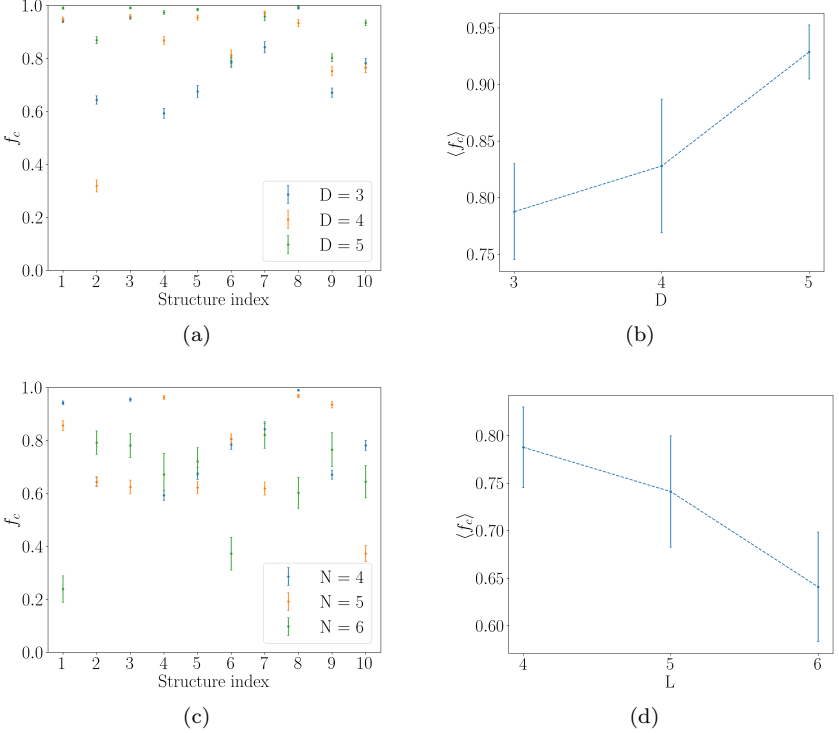 1.0
0.8
0.6
0.4
0.2
0.0
f_c
1 2 3 4 5 6 7 8 9 10
Structure index
D = 3
D = 4
D = 5
(a)
0.95
0.90
0.85
0.80
0.75
⟨f_c⟩
3 4 5
D
(b)
1.0
0.8
0.6
0.4
0.2
0.0
f_c
1 2 3 4 5 6 7 8 9 10
Structure index
N = 4
N = 5
N = 6
(c)
0.80
0.75
0.70
0.65
0.60
⟨f_c⟩
4 5 6
L
(d)